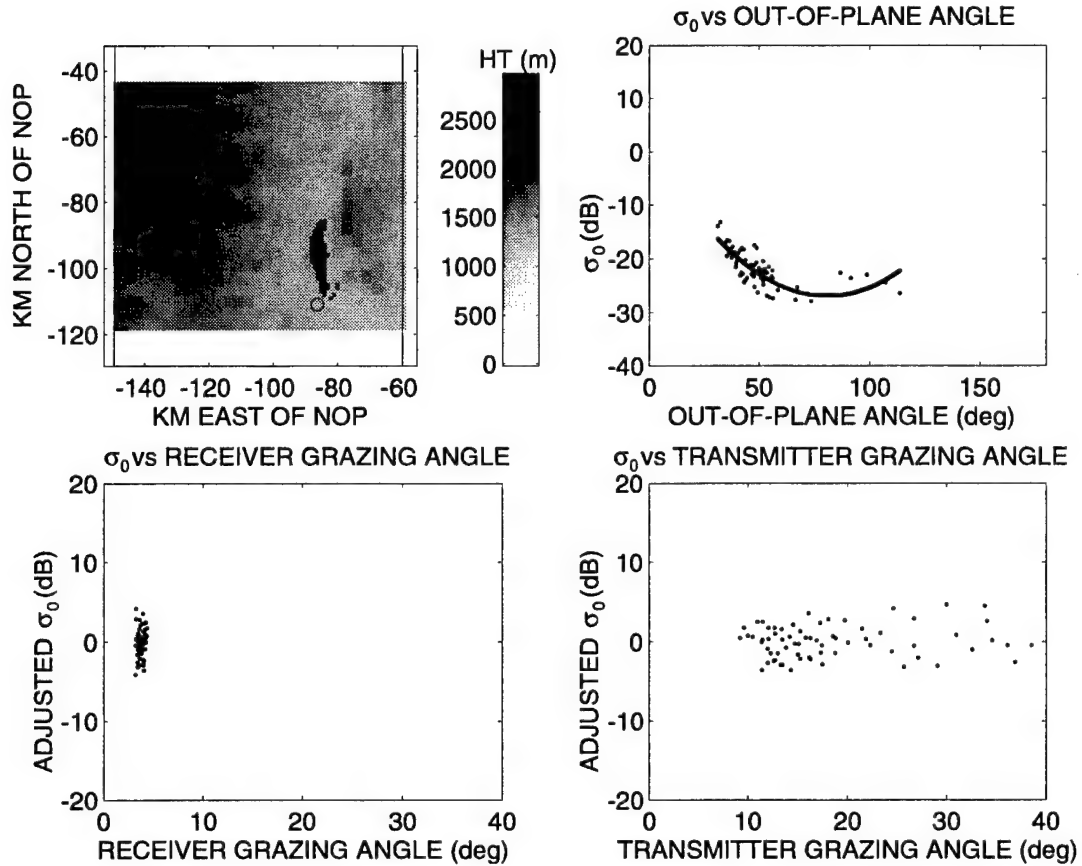 HT (m)
KM NORTH OF NOP
-40
-60
-80
-100
-120
-140 -120 -100 -80 -60
KM EAST OF NOP
2500
2000
1500
1000
500
0
σ0 vs OUT-OF-PLANE ANGLE
σ0 (dB)
20
10
0
-10
-20
-30
-40
0 50 100 150
OUT-OF-PLANE ANGLE (deg)
σ0 vs RECEIVER GRAZING ANGLE
ADJUSTED σ0 (dB)
20
10
0
-10
-20
0 10 20 30 40
RECEIVER GRAZING ANGLE (deg)
σ0 vs TRANSMITTER GRAZING ANGLE
ADJUSTED σ0 (dB)
20
10
0
-10
-20
0 10 20 30 40
TRANSMITTER GRAZING ANGLE (deg)